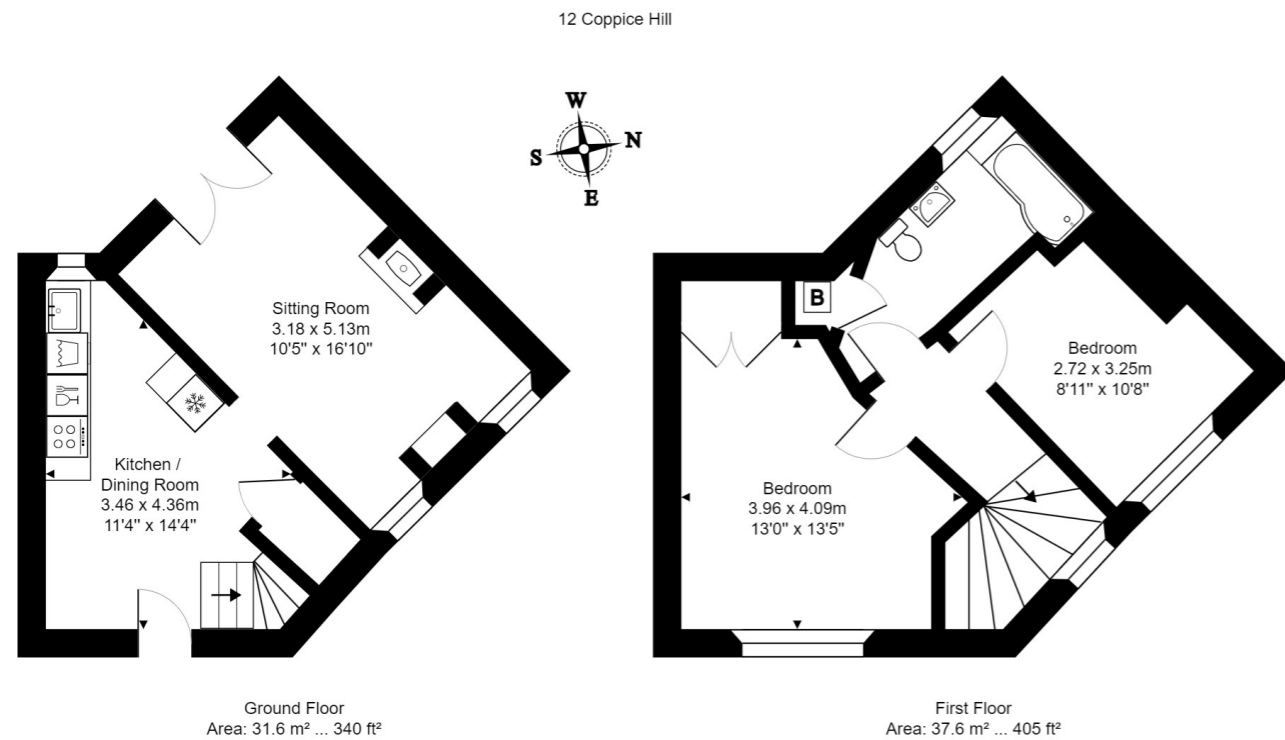 12 Coppice Hill
W
N
S
E
Sitting Room
3.18 x 5.13m
10'5" x 16'10"
Kitchen /
Dining Room
3.46 x 4.36m
11'4" x 14'4"
B
Bedroom
2.72 x 3.25m
8'11" x 10'8"
Bedroom
3.96 x 4.09m
13'0" x 13'5"
Ground Floor
Area: 31.6 m² ... 340 ft²
First Floor
Area: 37.6 m² ... 405 ft²